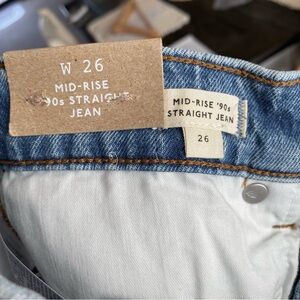 W 26
MID-RISE
'90s STRAIGHT
JEAN
MID-RISE '90s
STRAIGHT JEAN
26